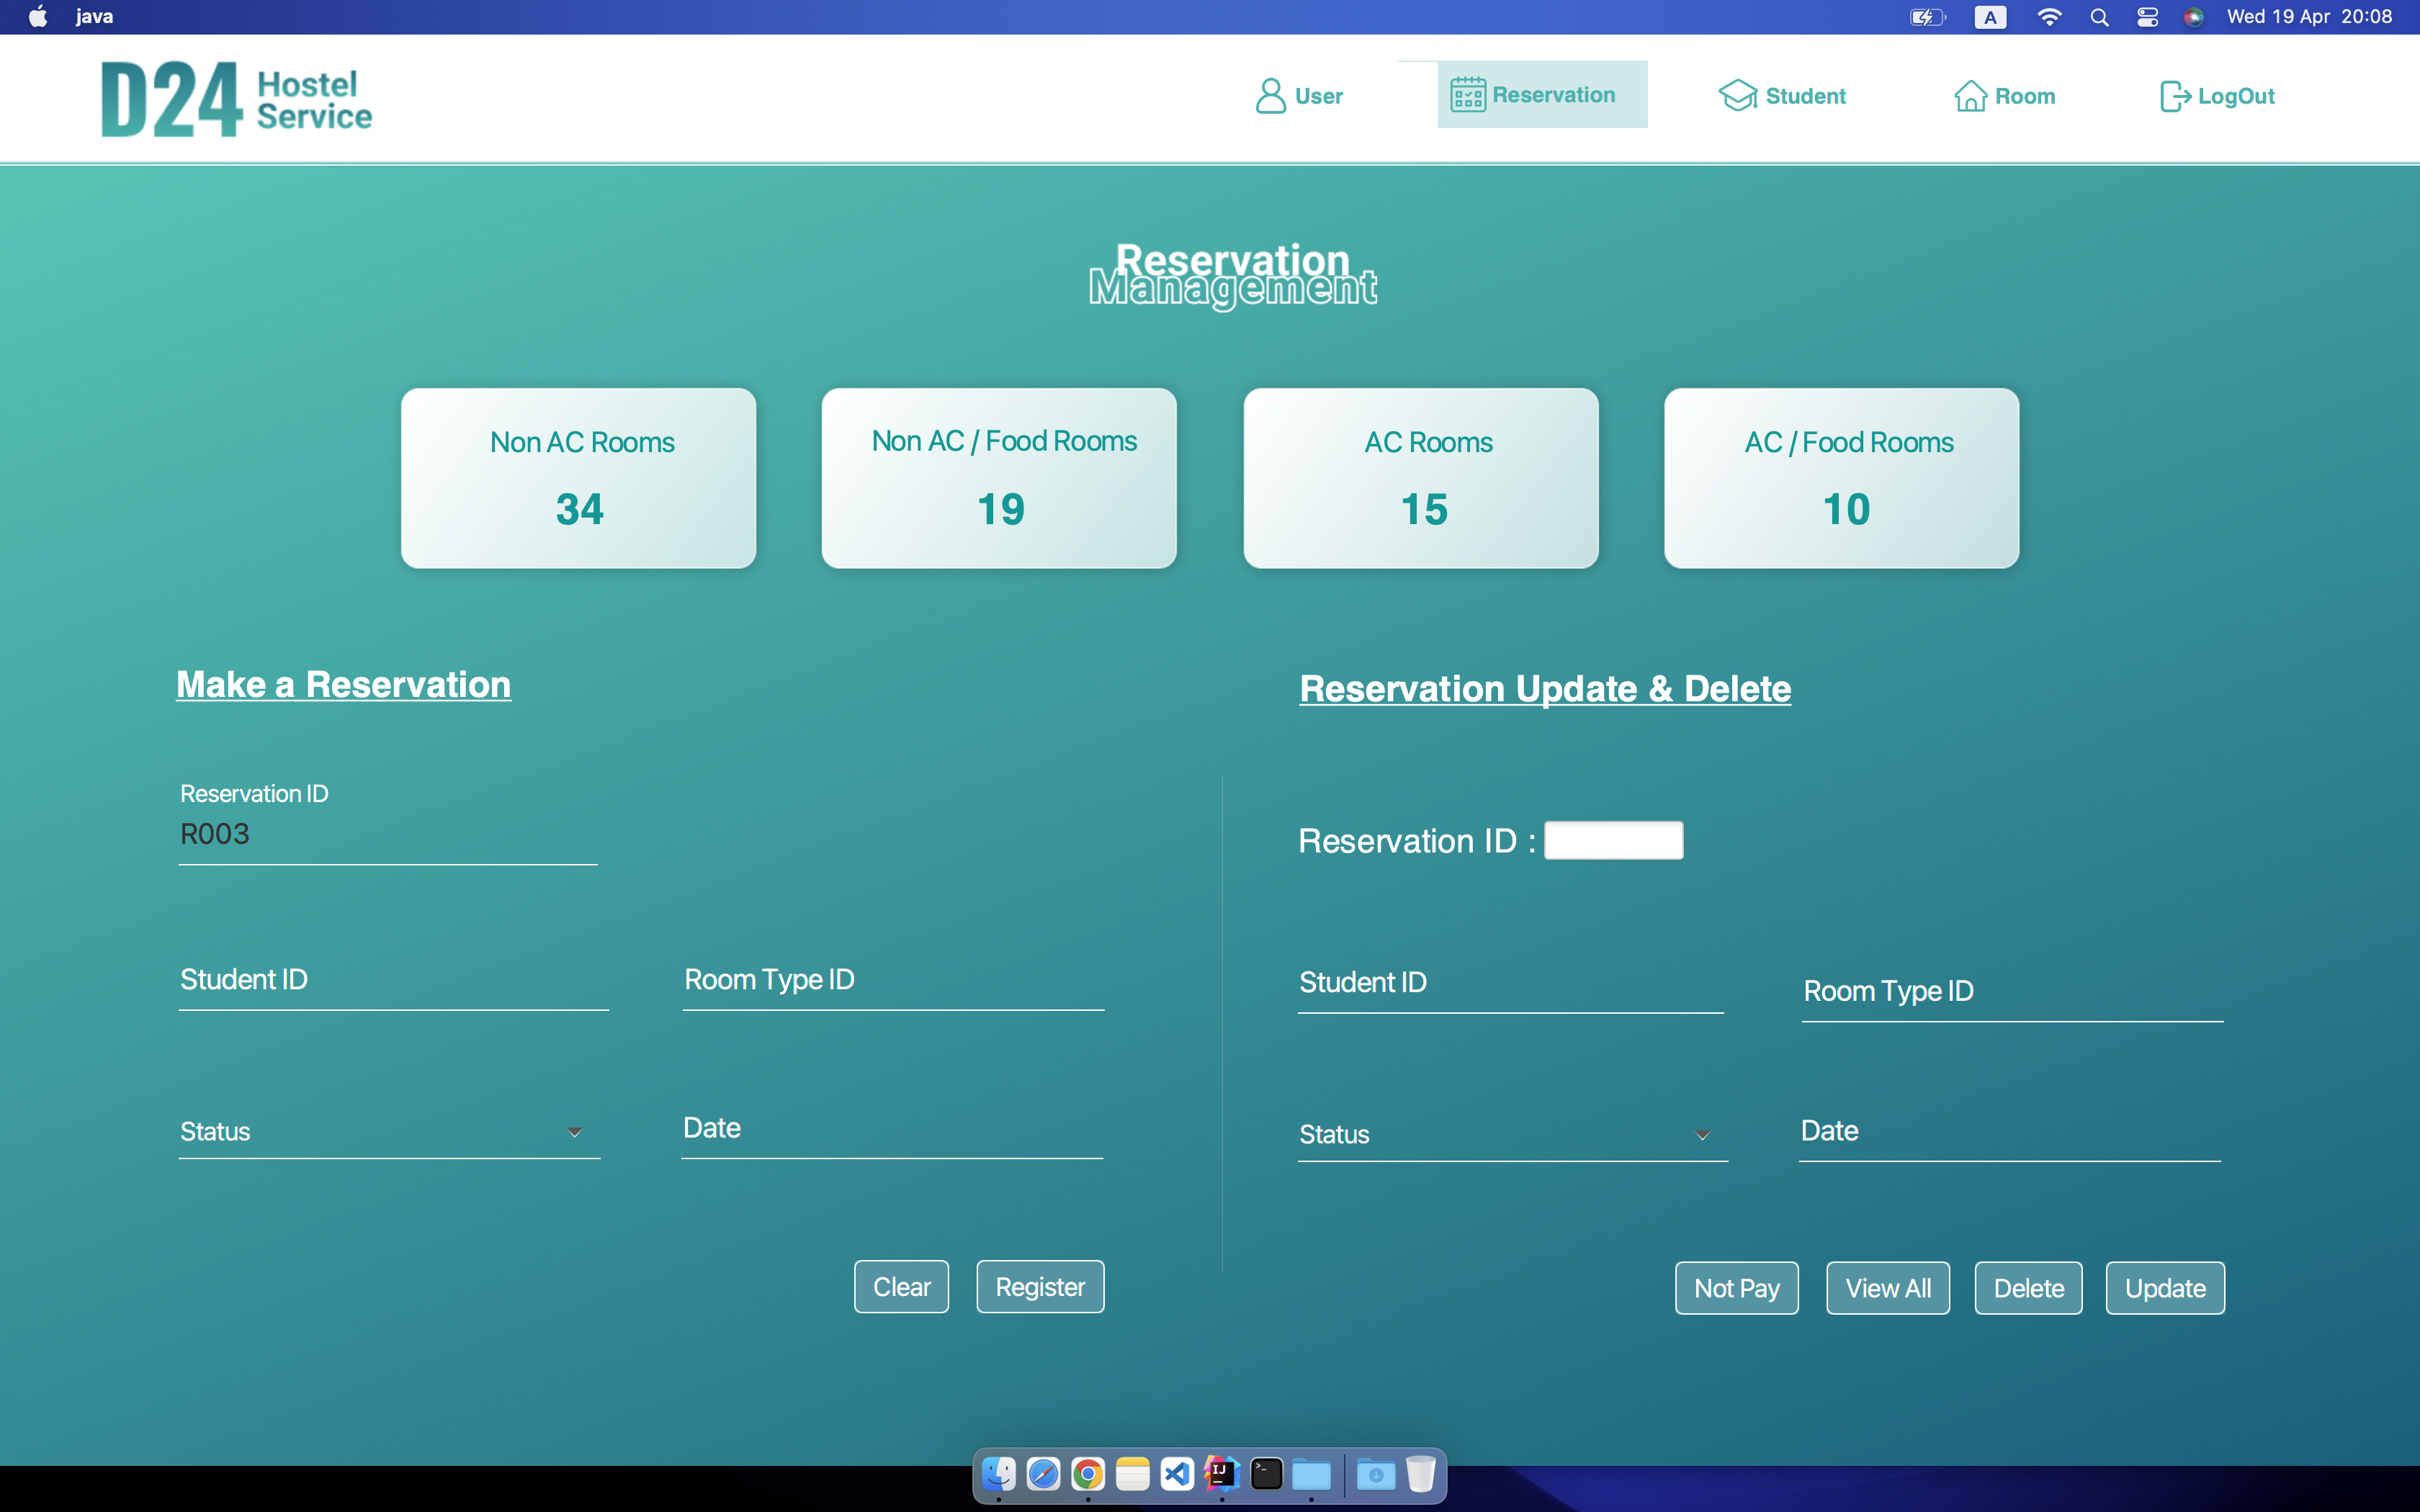 java
A
Wed 19 Apr 20:08
D24 Hostel Service
User
Reservation
Student
Room
LogOut
Reservation
Management
Non AC Rooms
34
Non AC / Food Rooms
19
AC Rooms
15
AC / Food Rooms
10
Make a Reservation
Reservation ID
R003
Student ID
Room Type ID
Status
Date
Clear
Register
Reservation Update & Delete
Reservation ID :
Student ID
Room Type ID
Status
Date
Not Pay
View All
Delete
Update
IJ
>_